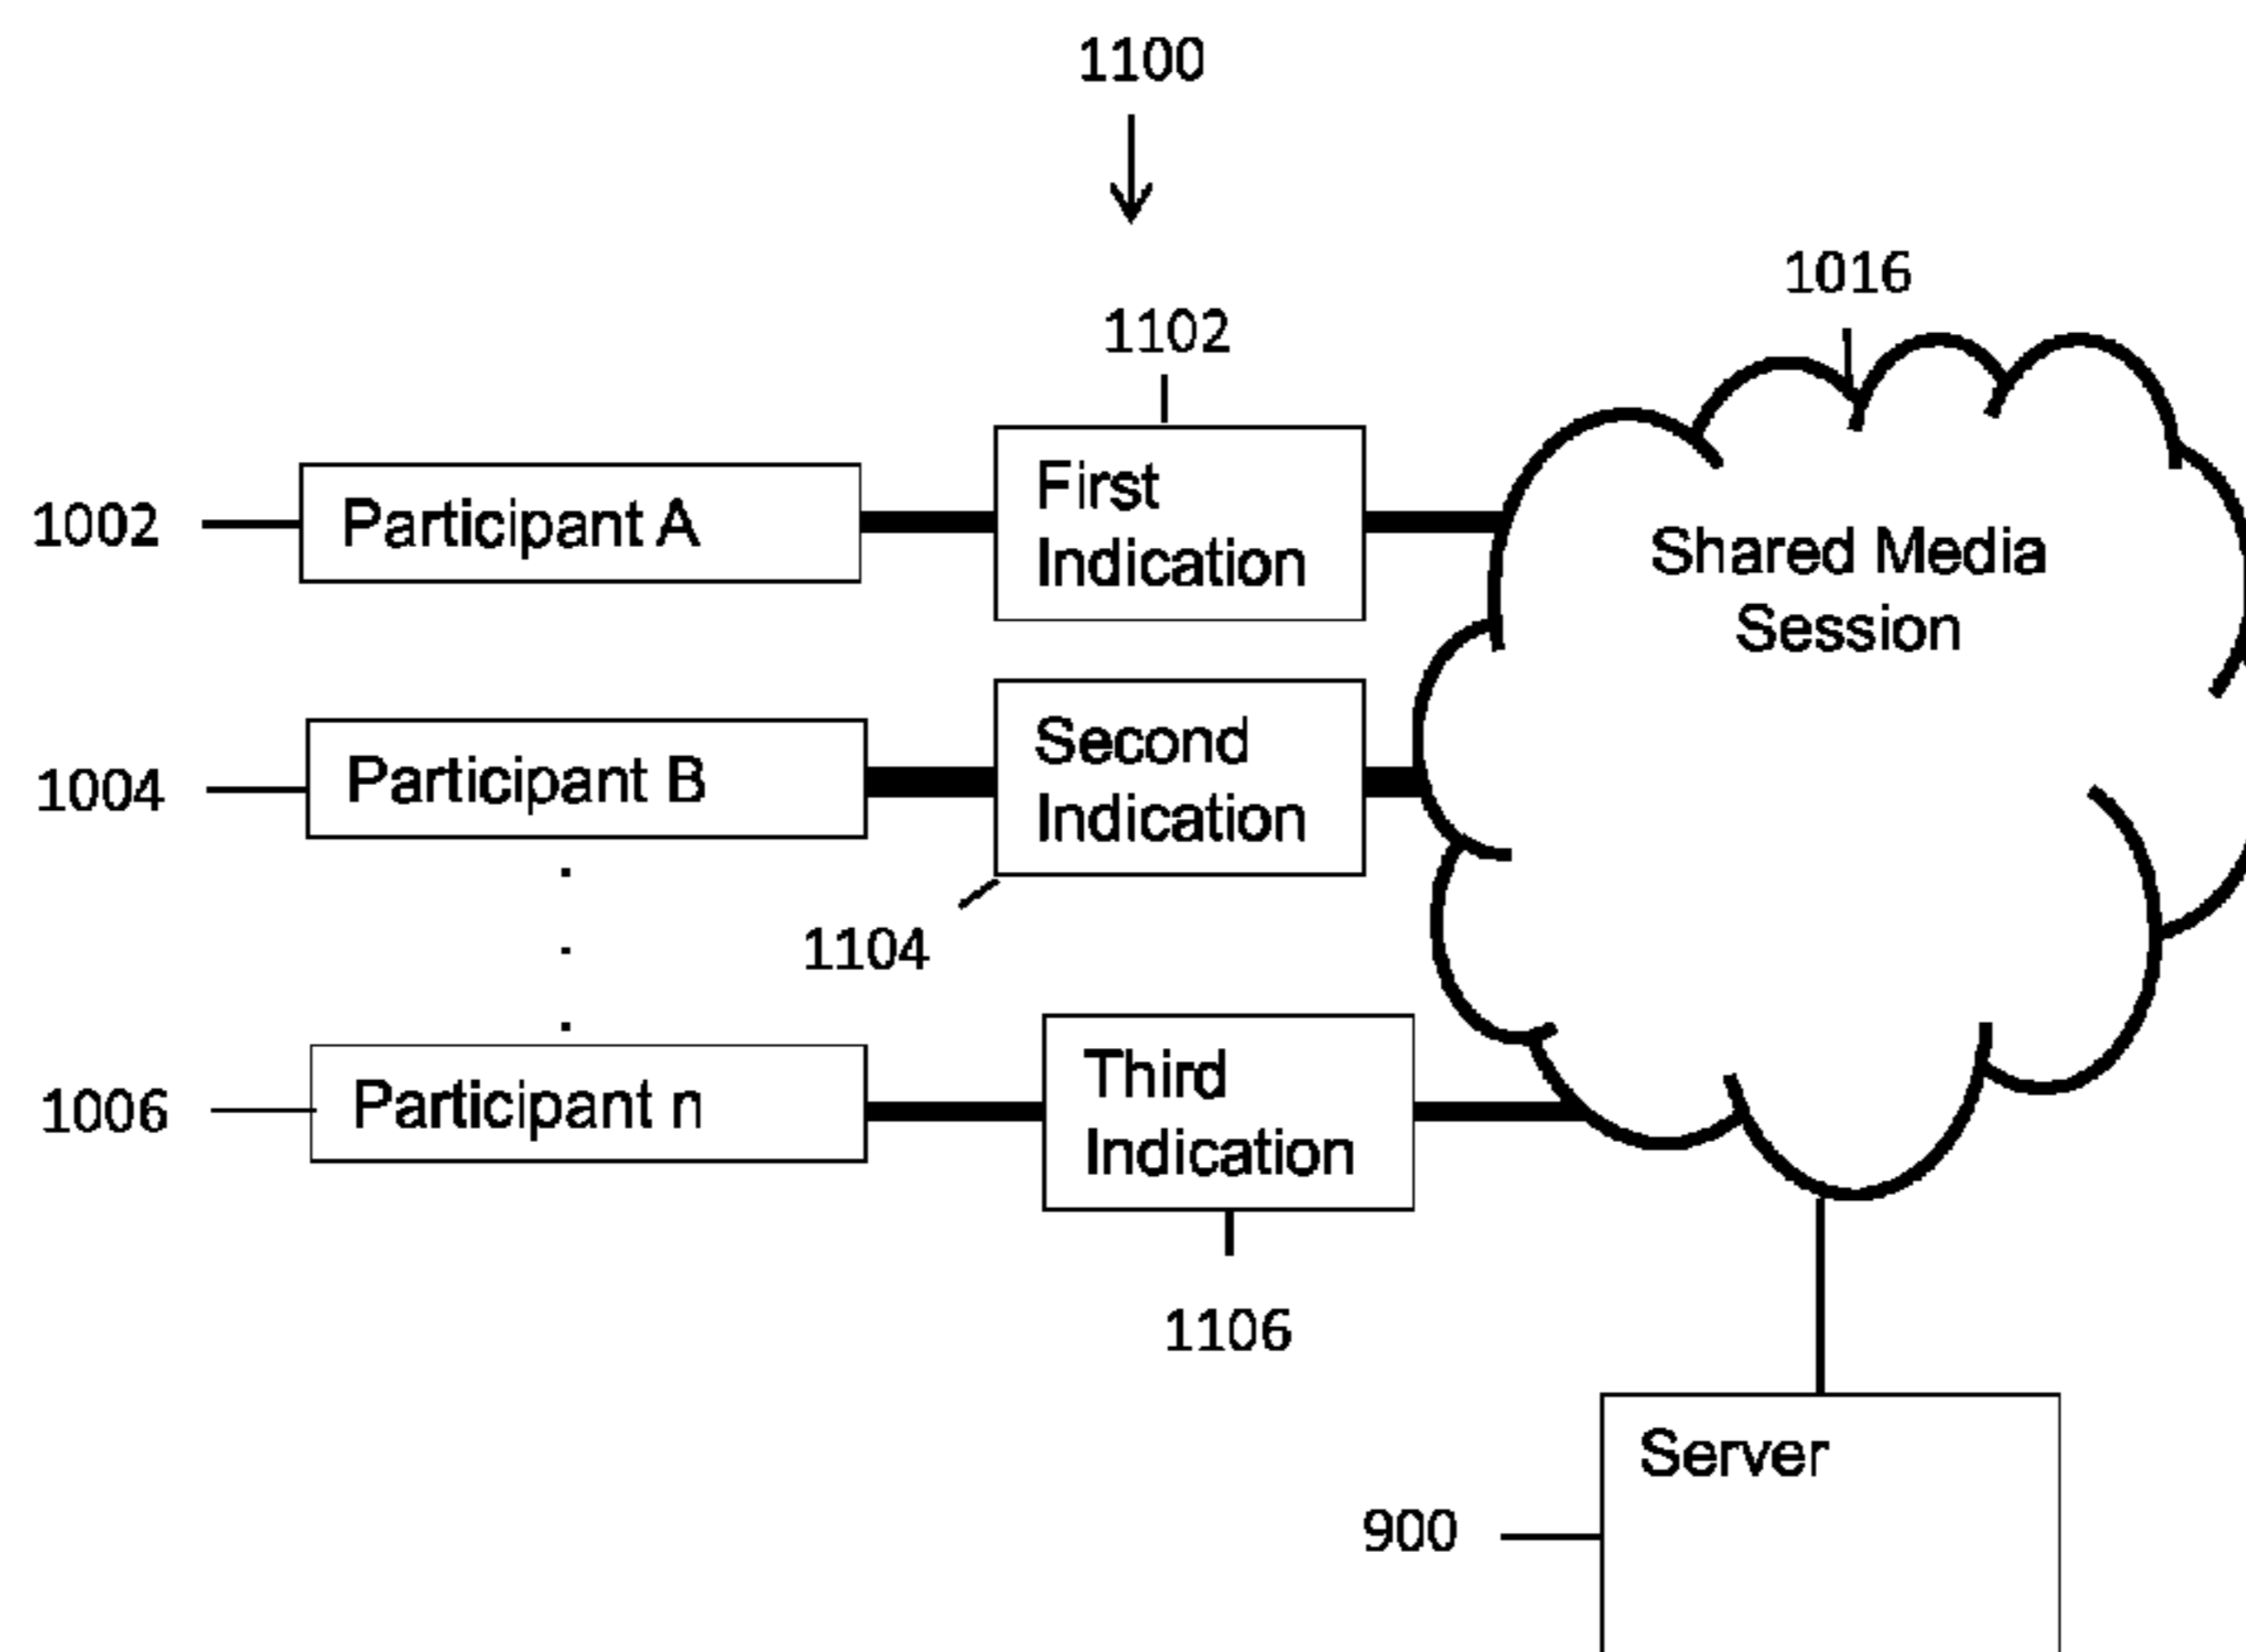 1100
1016
1102
1002
Participant A
First
Indication
Shared Media
Session
1004
Participant B
Second
Indication
1104
1006
Participant n
Third
Indication
1106
Server
900